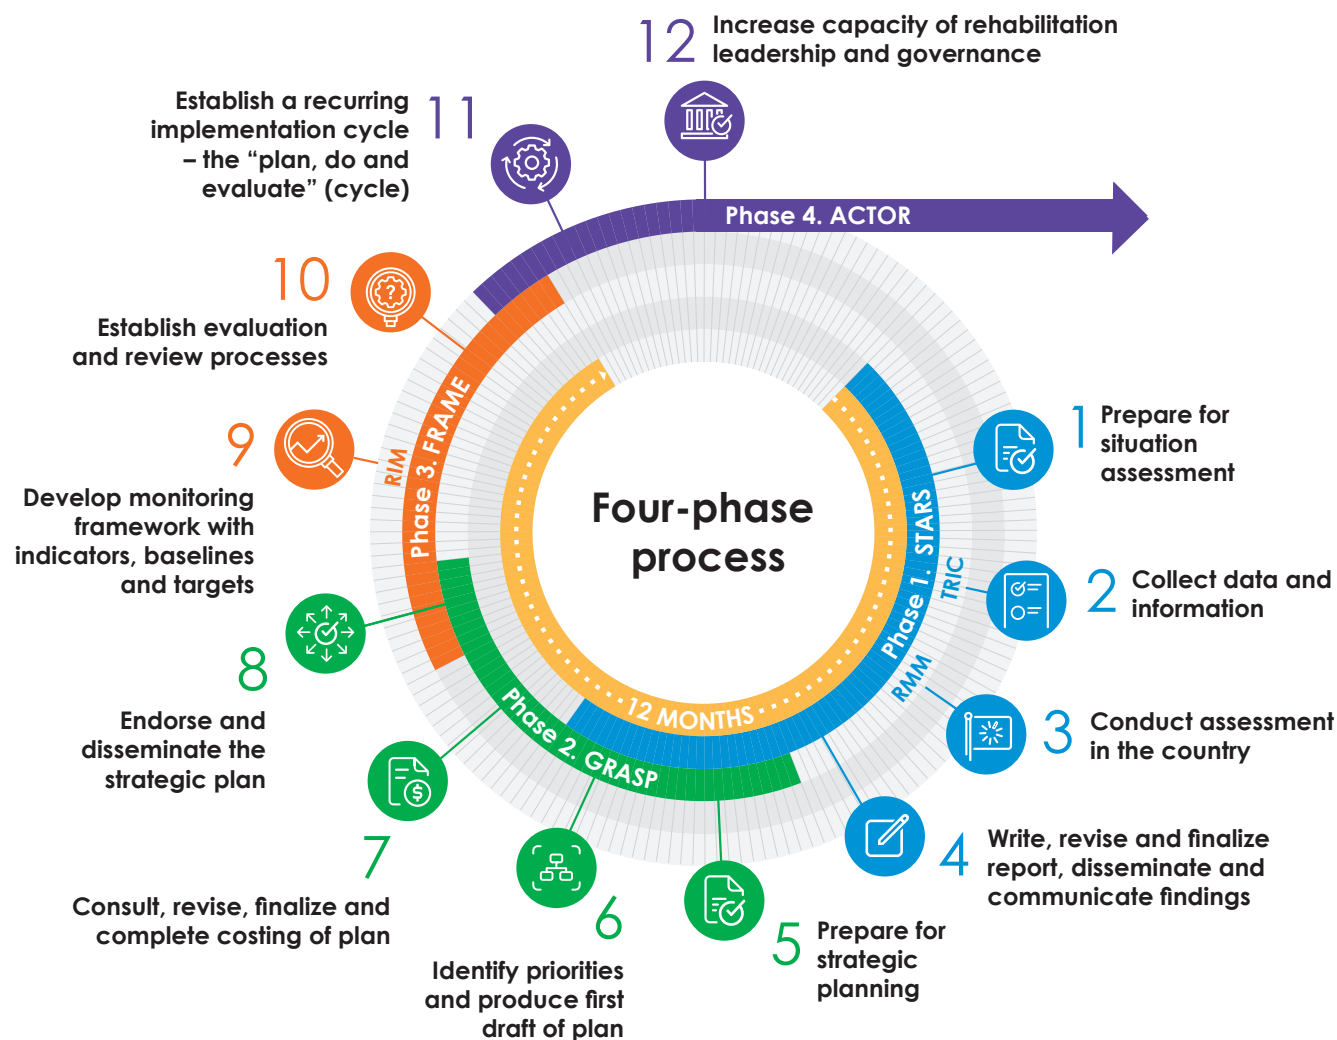 Four-phase
process
12 MONTHS
Phase 1. STARS
TRIC
RMM
1
Prepare for
situation
assessment
2
Collect data and
information
3
Conduct assessment
in the country
4
Write, revise and finalize
report, disseminate and
communicate findings
Phase 2. GRASP
5
Prepare for
strategic
planning
6
Identify priorities
and produce first
draft of plan
7
Consult, revise, finalize and
complete costing of plan
$
8
Endorse and
disseminate the
strategic plan
Phase 3. FRAME
RIM
9
Develop monitoring
framework with
indicators, baselines
and targets
10
Establish evaluation
and review processes
?
Phase 4. ACTOR
11
Establish a recurring
implementation cycle
– the “plan, do and
evaluate” (cycle)
12
Increase capacity of rehabilitation
leadership and governance